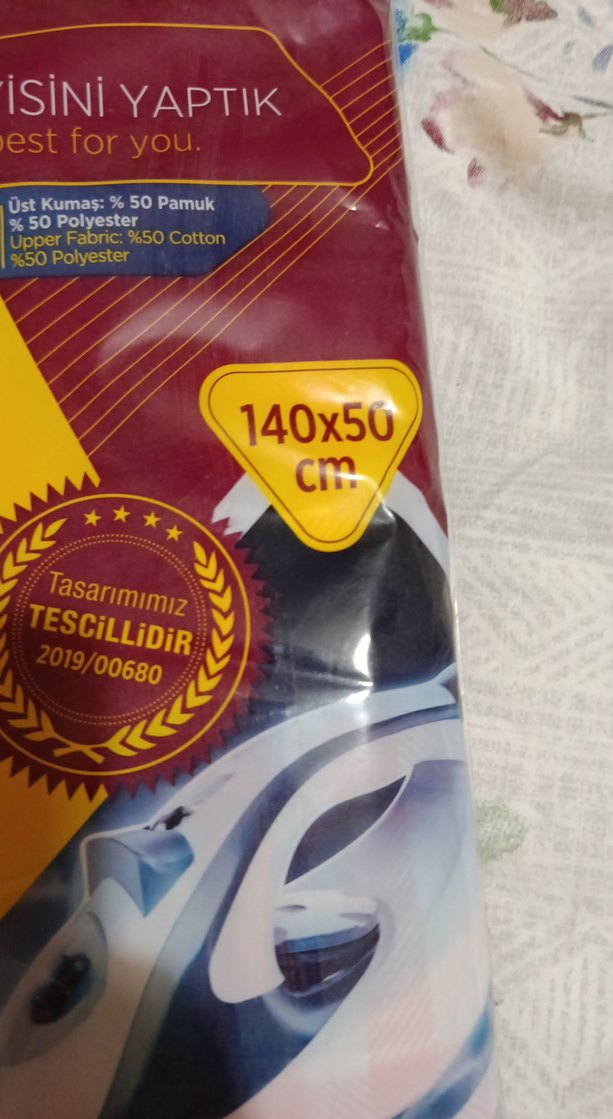 YİSİNİ YAPTIK
best for you.
Üst Kumaş: % 50 Pamuk
% 50 Polyester
Upper Fabric: %50 Cotton
%50 Polyester
140x50
cm
Tasarımımız
TESCİLLİDİR
2019/00680